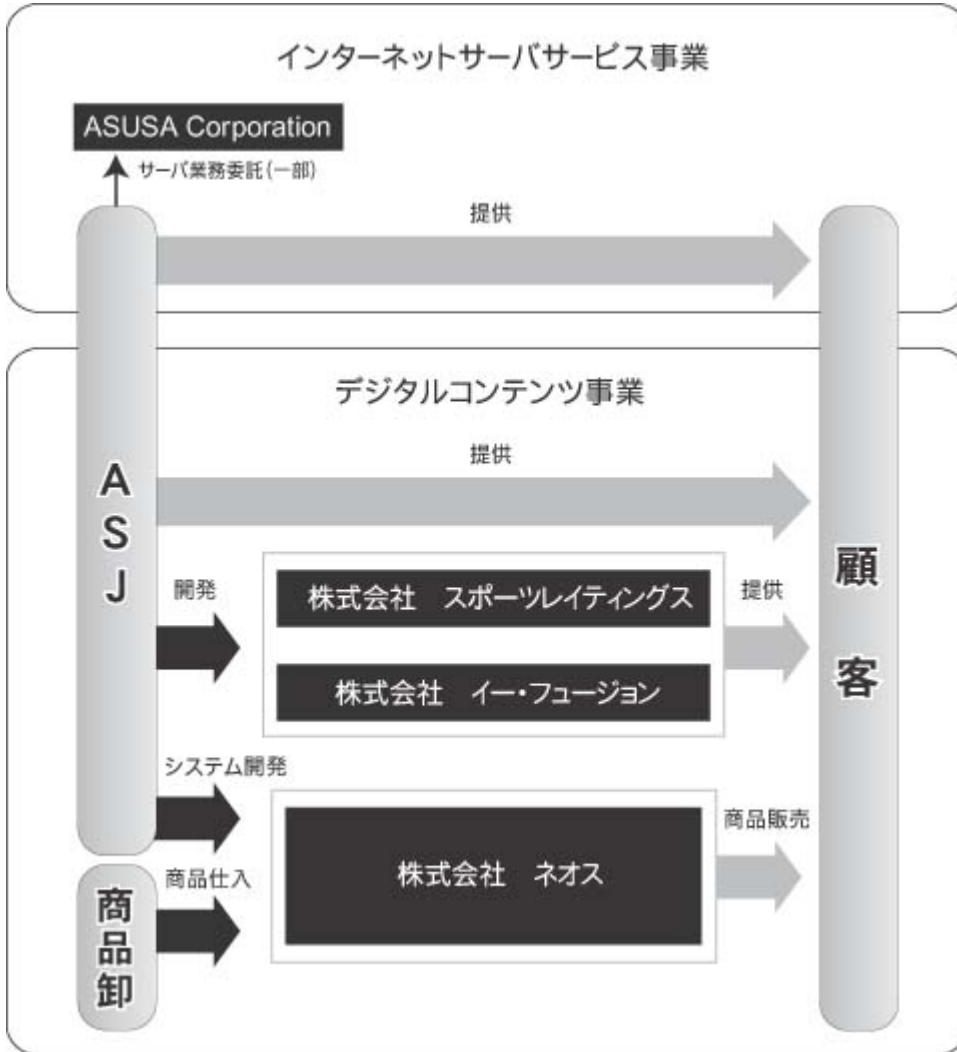 インターネットサーバサービス事業
ASUSA Corporation
サーバ業務委託(一部)
提供
デジタルコンテンツ事業
提供
ASJ
開発
株式会社 スポーツレイティングス
提供
株式会社 イー・フュージョン
顧客
システム開発
商品販売
株式会社 ネオス
商品仕入
商品卸